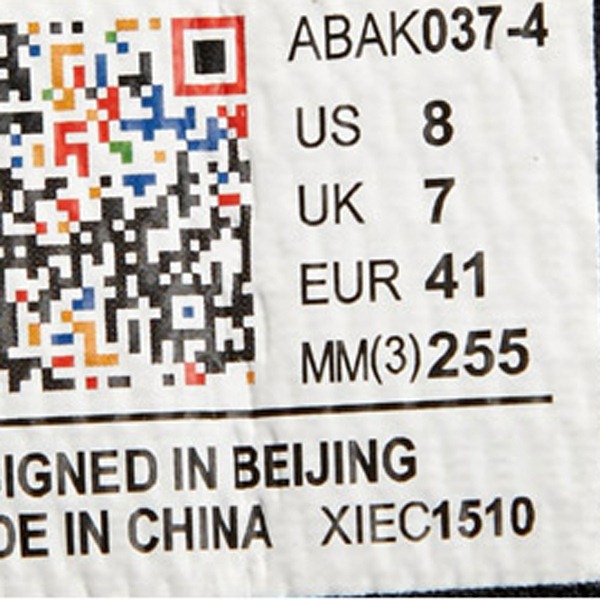 ABAK037-4
US 8
UK 7
EUR 41
MM(3) 255
IGNED IN BEIJING
DE IN CHINA XIEC1510